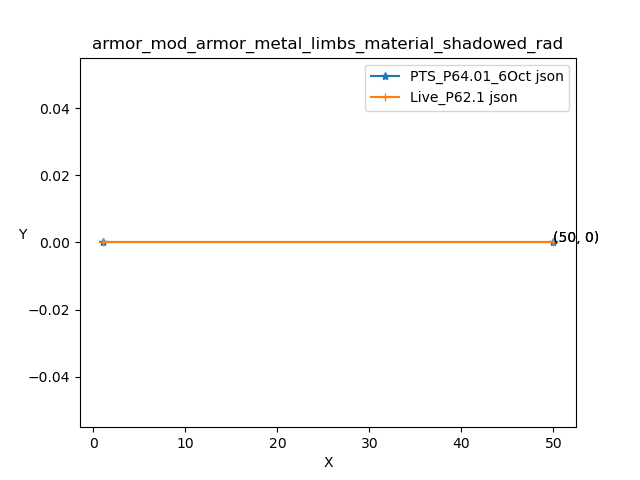 armor_mod_armor_metal_limbs_material_shadowed_rad
PTS_P64.01_6Oct json
Live_P62.1 json
0.04
0.02
0.00
−0.02
−0.04
Y
(50, 0)
0
10
20
30
40
50
X